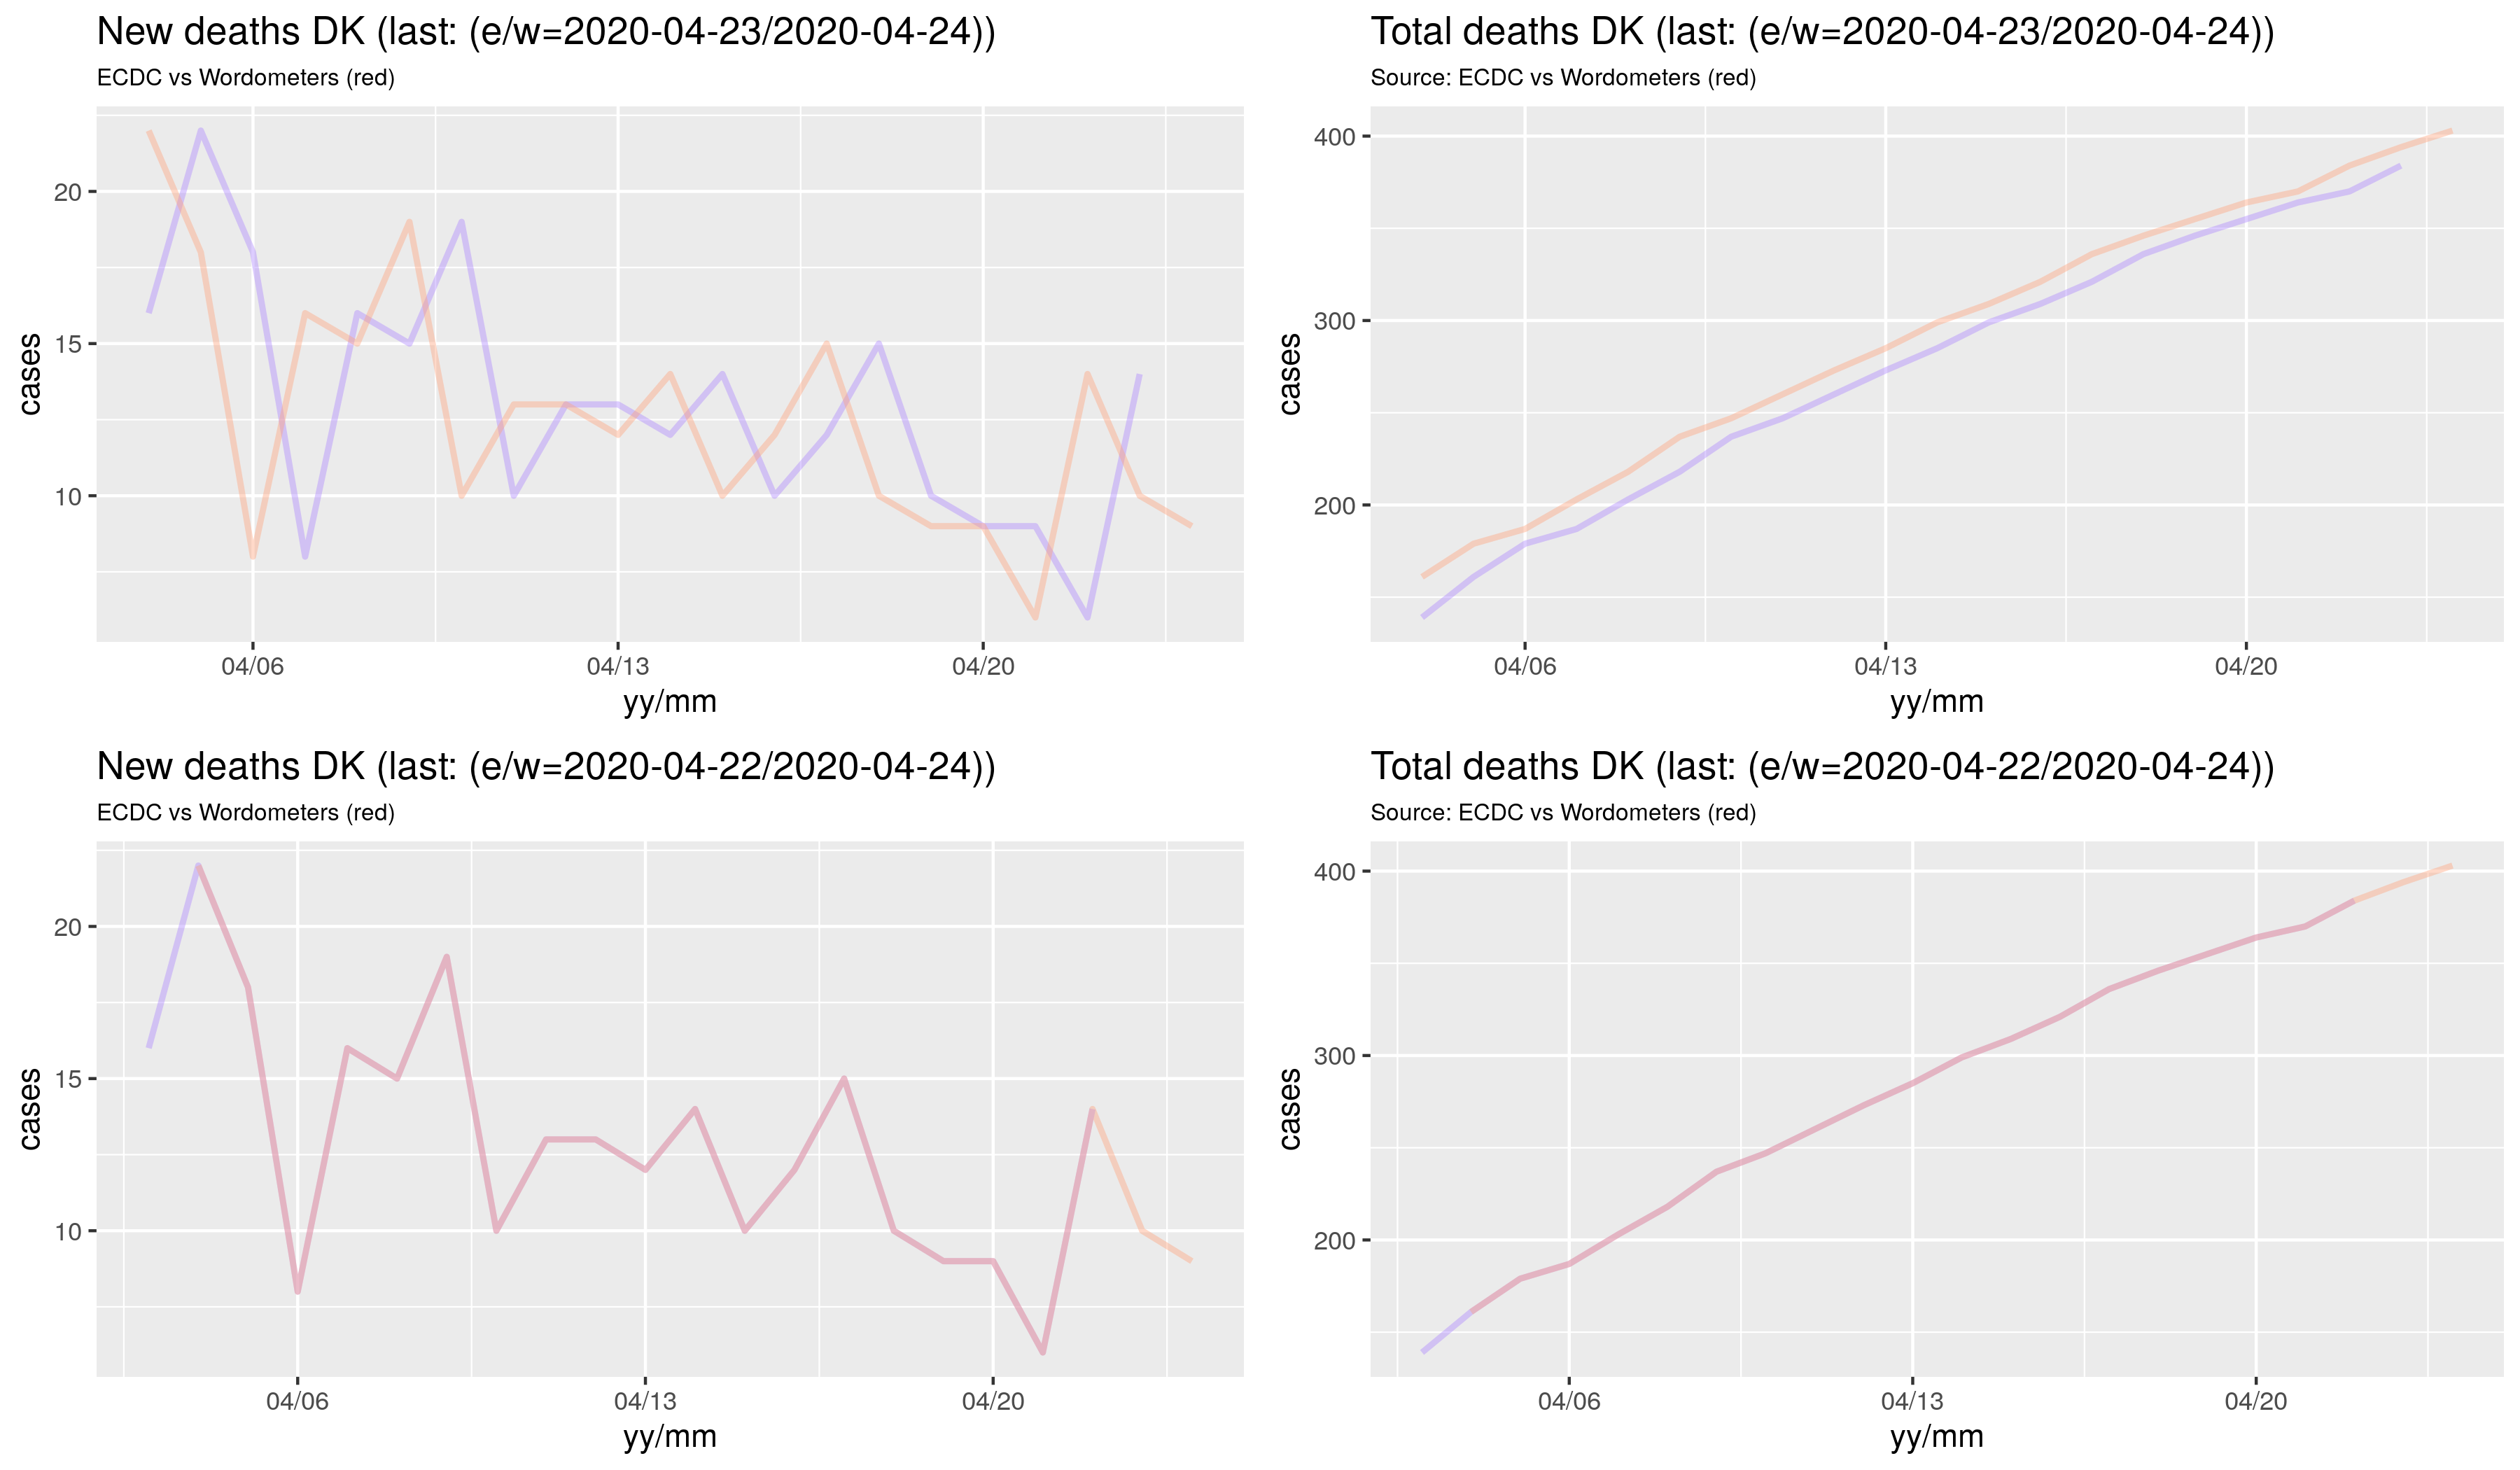 New deaths DK (last: (e/w=2020-04-23/2020-04-24))
ECDC vs Wordometers (red)
cases
20
15
10
04/06 04/13 04/20
yy/mm
Total deaths DK (last: (e/w=2020-04-23/2020-04-24))
Source: ECDC vs Wordometers (red)
cases
400
300
200
04/06 04/13 04/20
yy/mm
New deaths DK (last: (e/w=2020-04-22/2020-04-24))
ECDC vs Wordometers (red)
cases
20
15
10
04/06 04/13 04/20
yy/mm
Total deaths DK (last: (e/w=2020-04-22/2020-04-24))
Source: ECDC vs Wordometers (red)
cases
400
300
200
04/06 04/13 04/20
yy/mm